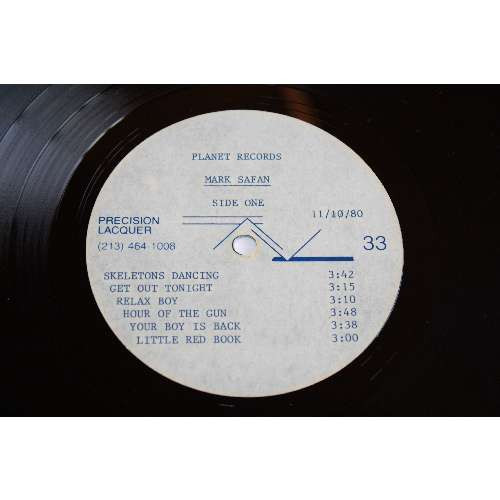 PLANET RECORDS
MARK SAFAN
SIDE ONE
11/10/80
PRECISION
LACQUER
(213) 464-1008
33
SKELETONS DANCING 3:42
GET OUT TONIGHT 3:15
RELAX BOY 3:10
HOUR OF THE GUN 3:48
YOUR BOY IS BACK 3:38
LITTLE RED BOOK 3:00